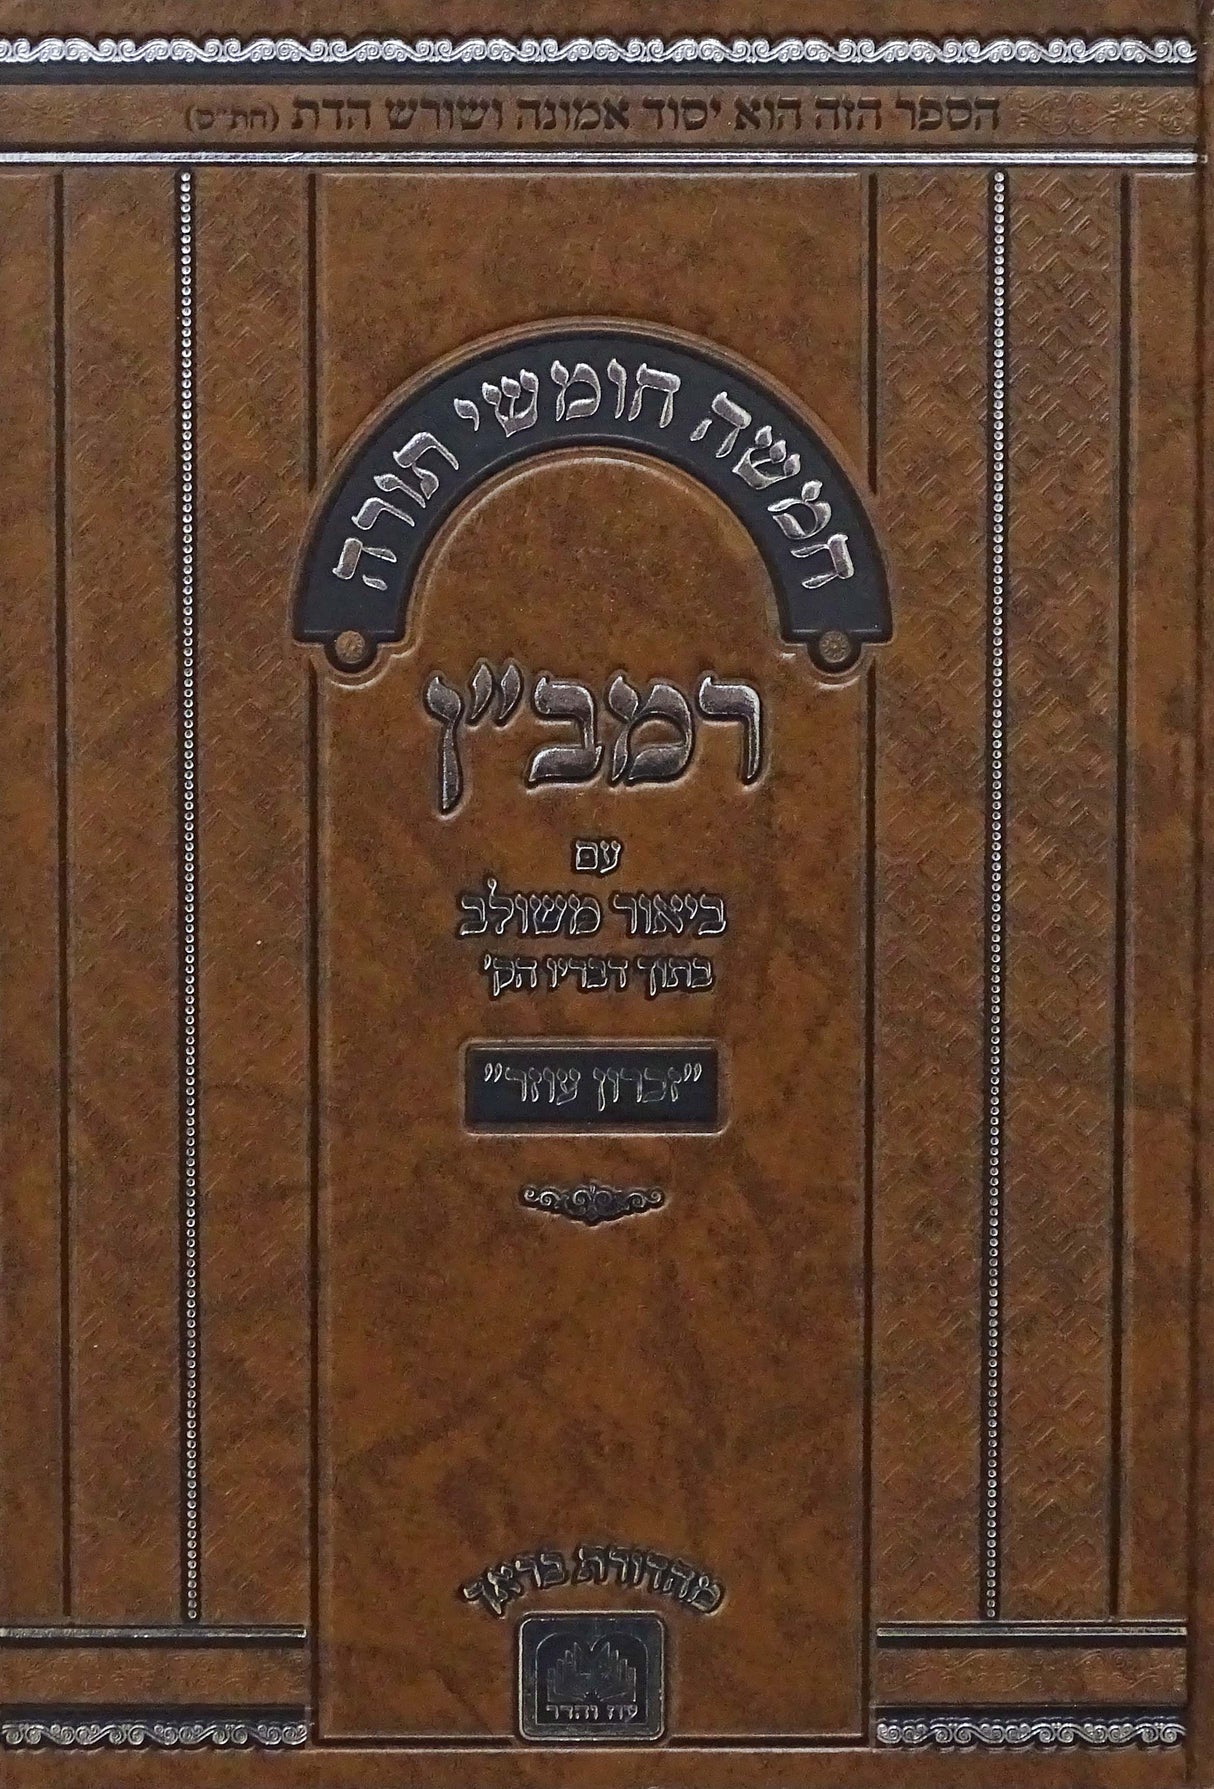 הספר הזה הוא יסוד אמונה ושורש הדת (חת"ס)
חמשה חומשי תורה
רמב"ן
עם
ביאור משולב
בתוך דבריו הק'
"זכרון עוזר"
מהדורת בראך
עוז והדר